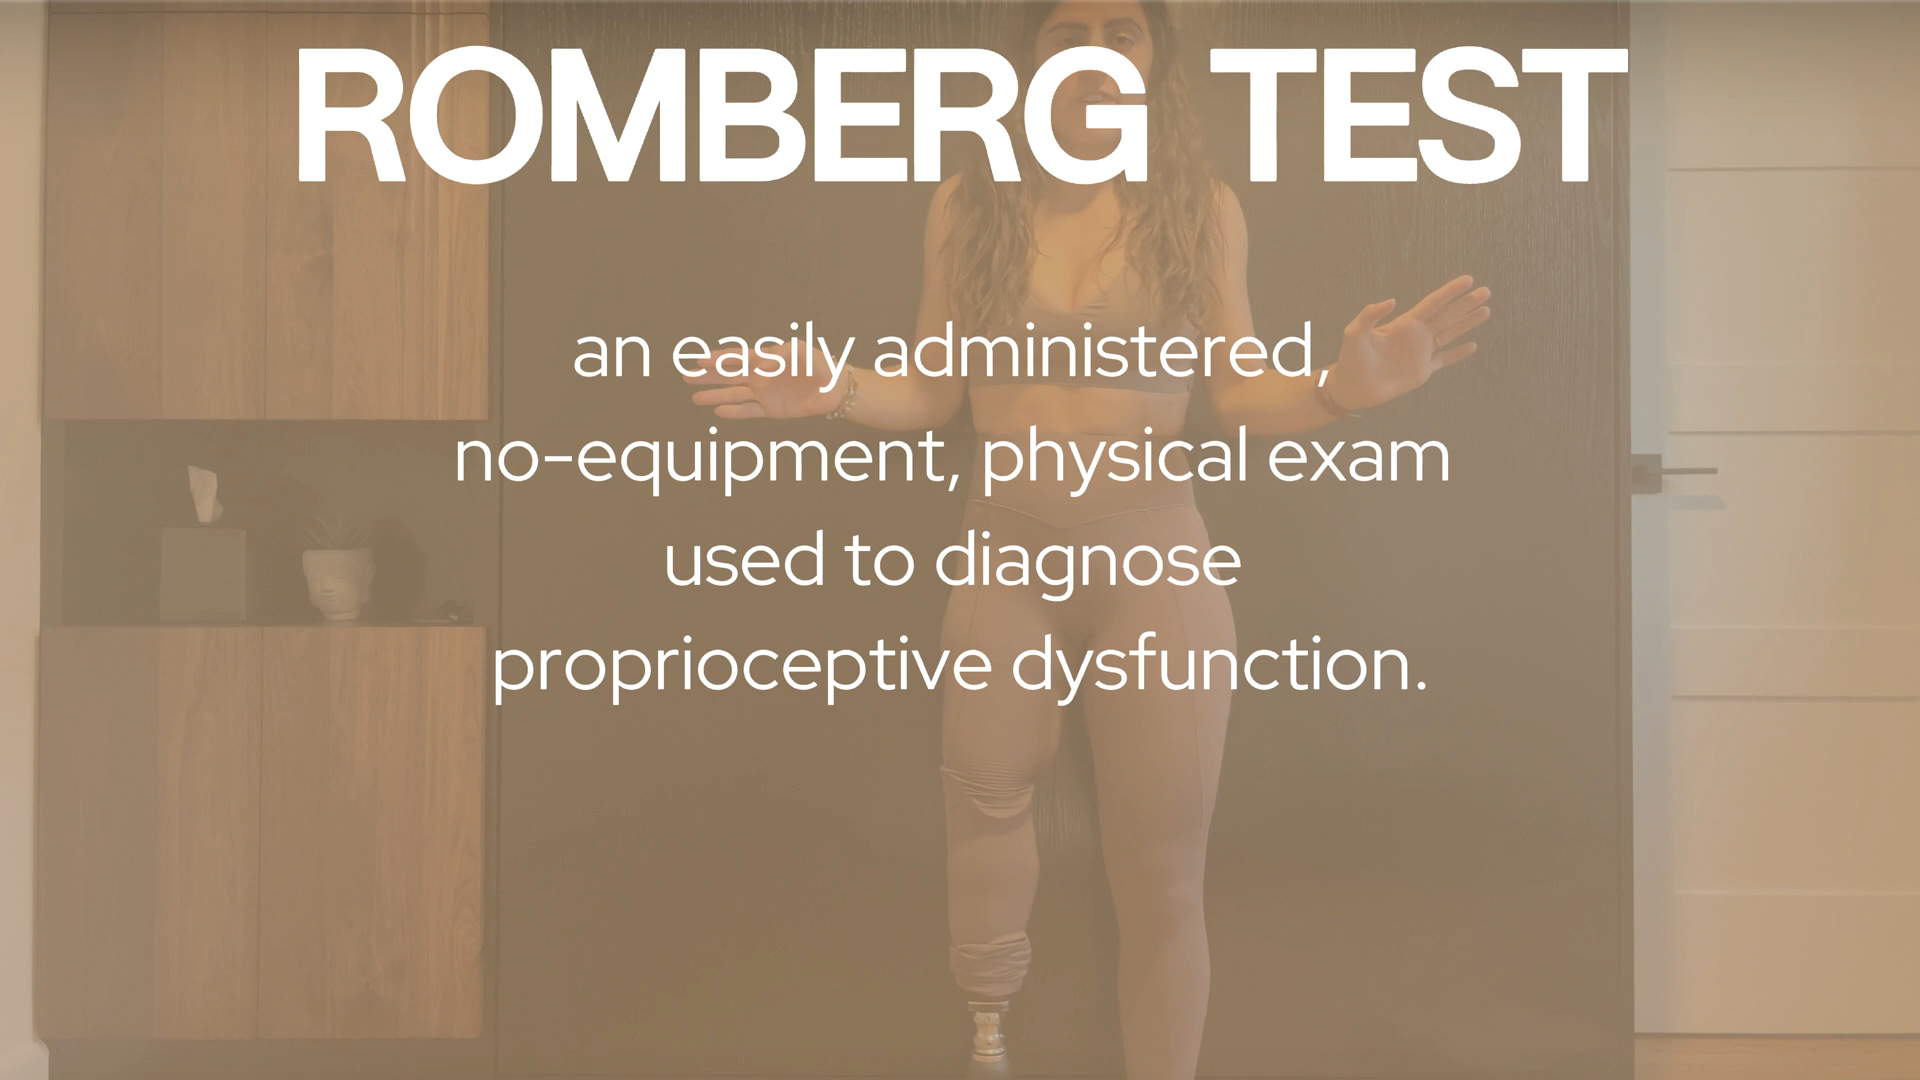 ROMBERG TEST
an easily administered,
no-equipment, physical exam
used to diagnose
proprioceptive dysfunction.